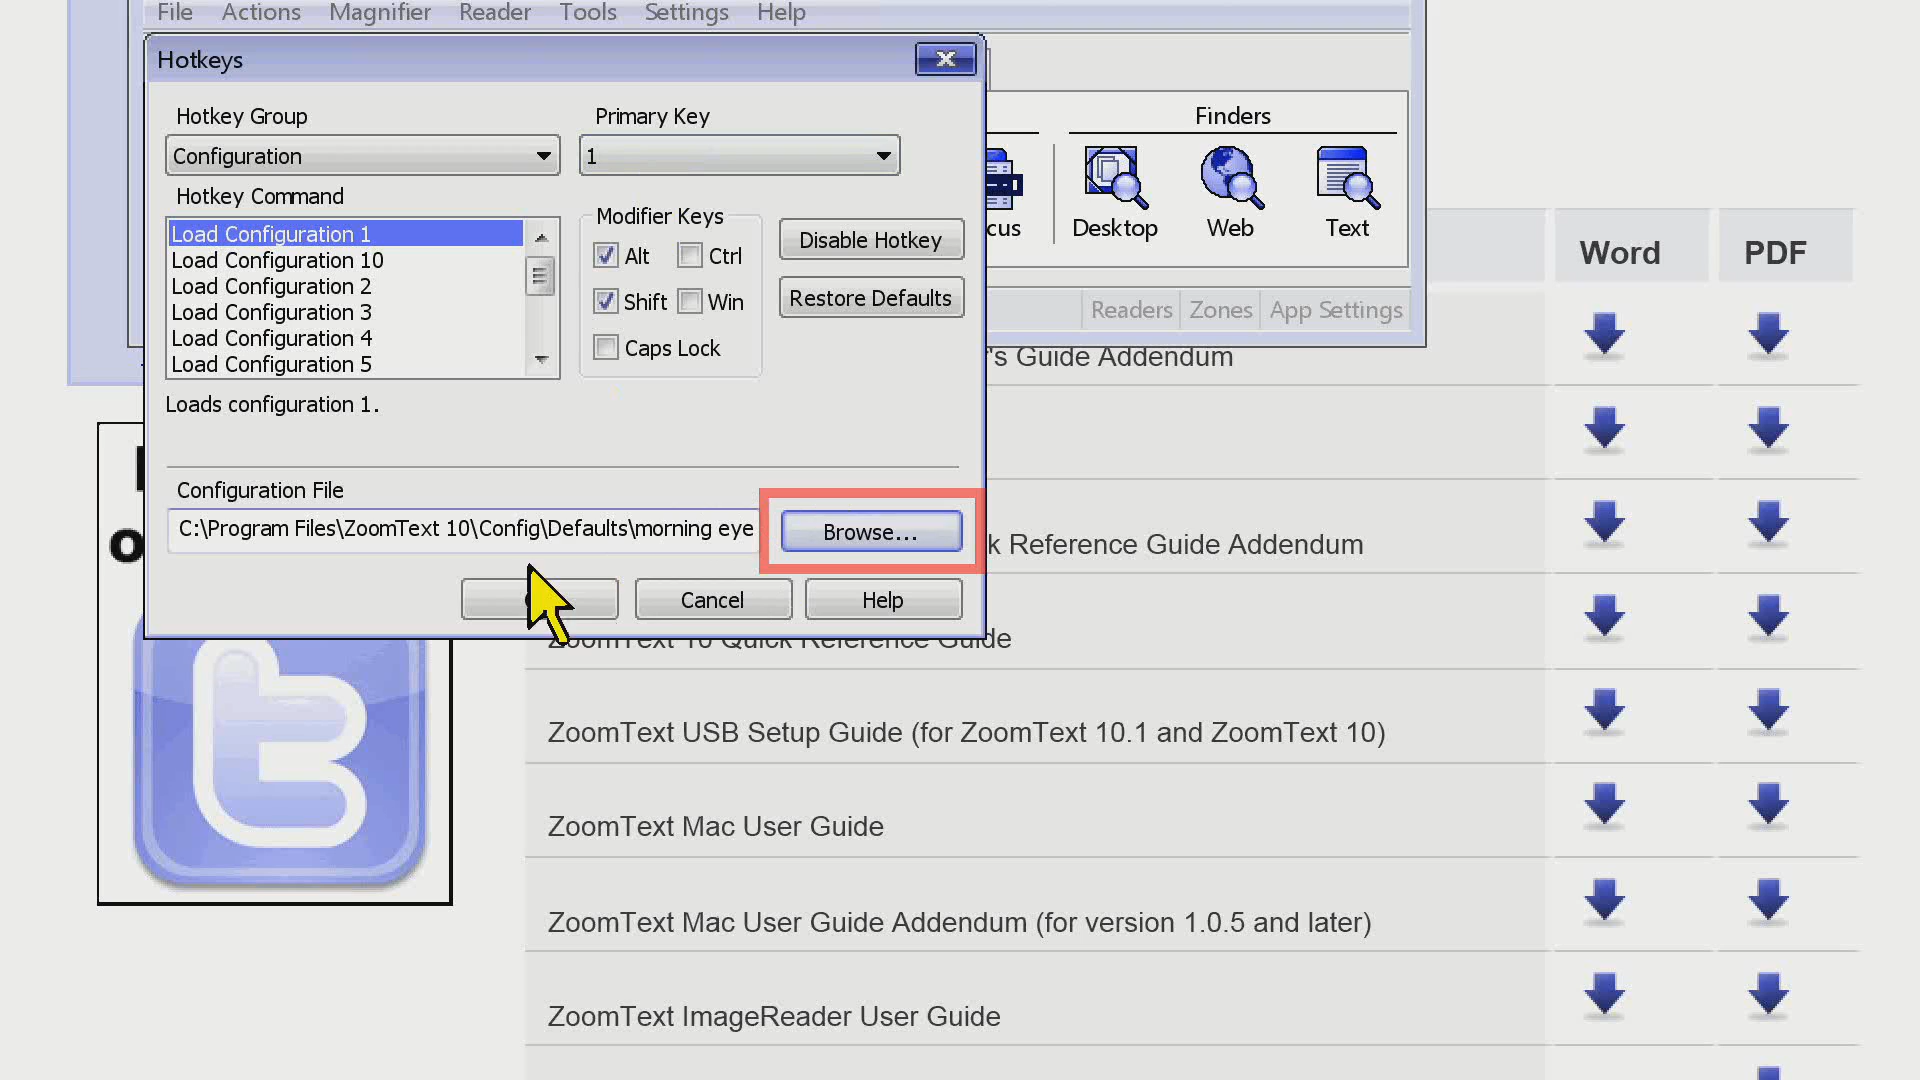 File Actions Magnifier Reader Tools Settings Help
Hotkeys
Hotkey Group
Primary Key
Configuration
1
Hotkey Command
Load Configuration 1
Load Configuration 10
Load Configuration 2
Load Configuration 3
Load Configuration 4
Load Configuration 5
Modifier Keys
Alt
Ctrl
Shift
Win
Caps Lock
Disable Hotkey
Restore Defaults
Loads configuration 1.
Configuration File
C:\Program Files\ZoomText 10\Config\Defaults\morning eye
Browse...
Cancel
Help
Finders
cus
Desktop
Web
Text
Readers
Zones
App Settings
Word
PDF
's Guide Addendum
k Reference Guide Addendum
ZoomText 10 Quick Reference Guide
ZoomText USB Setup Guide (for ZoomText 10.1 and ZoomText 10)
ZoomText Mac User Guide
ZoomText Mac User Guide Addendum (for version 1.0.5 and later)
ZoomText ImageReader User Guide